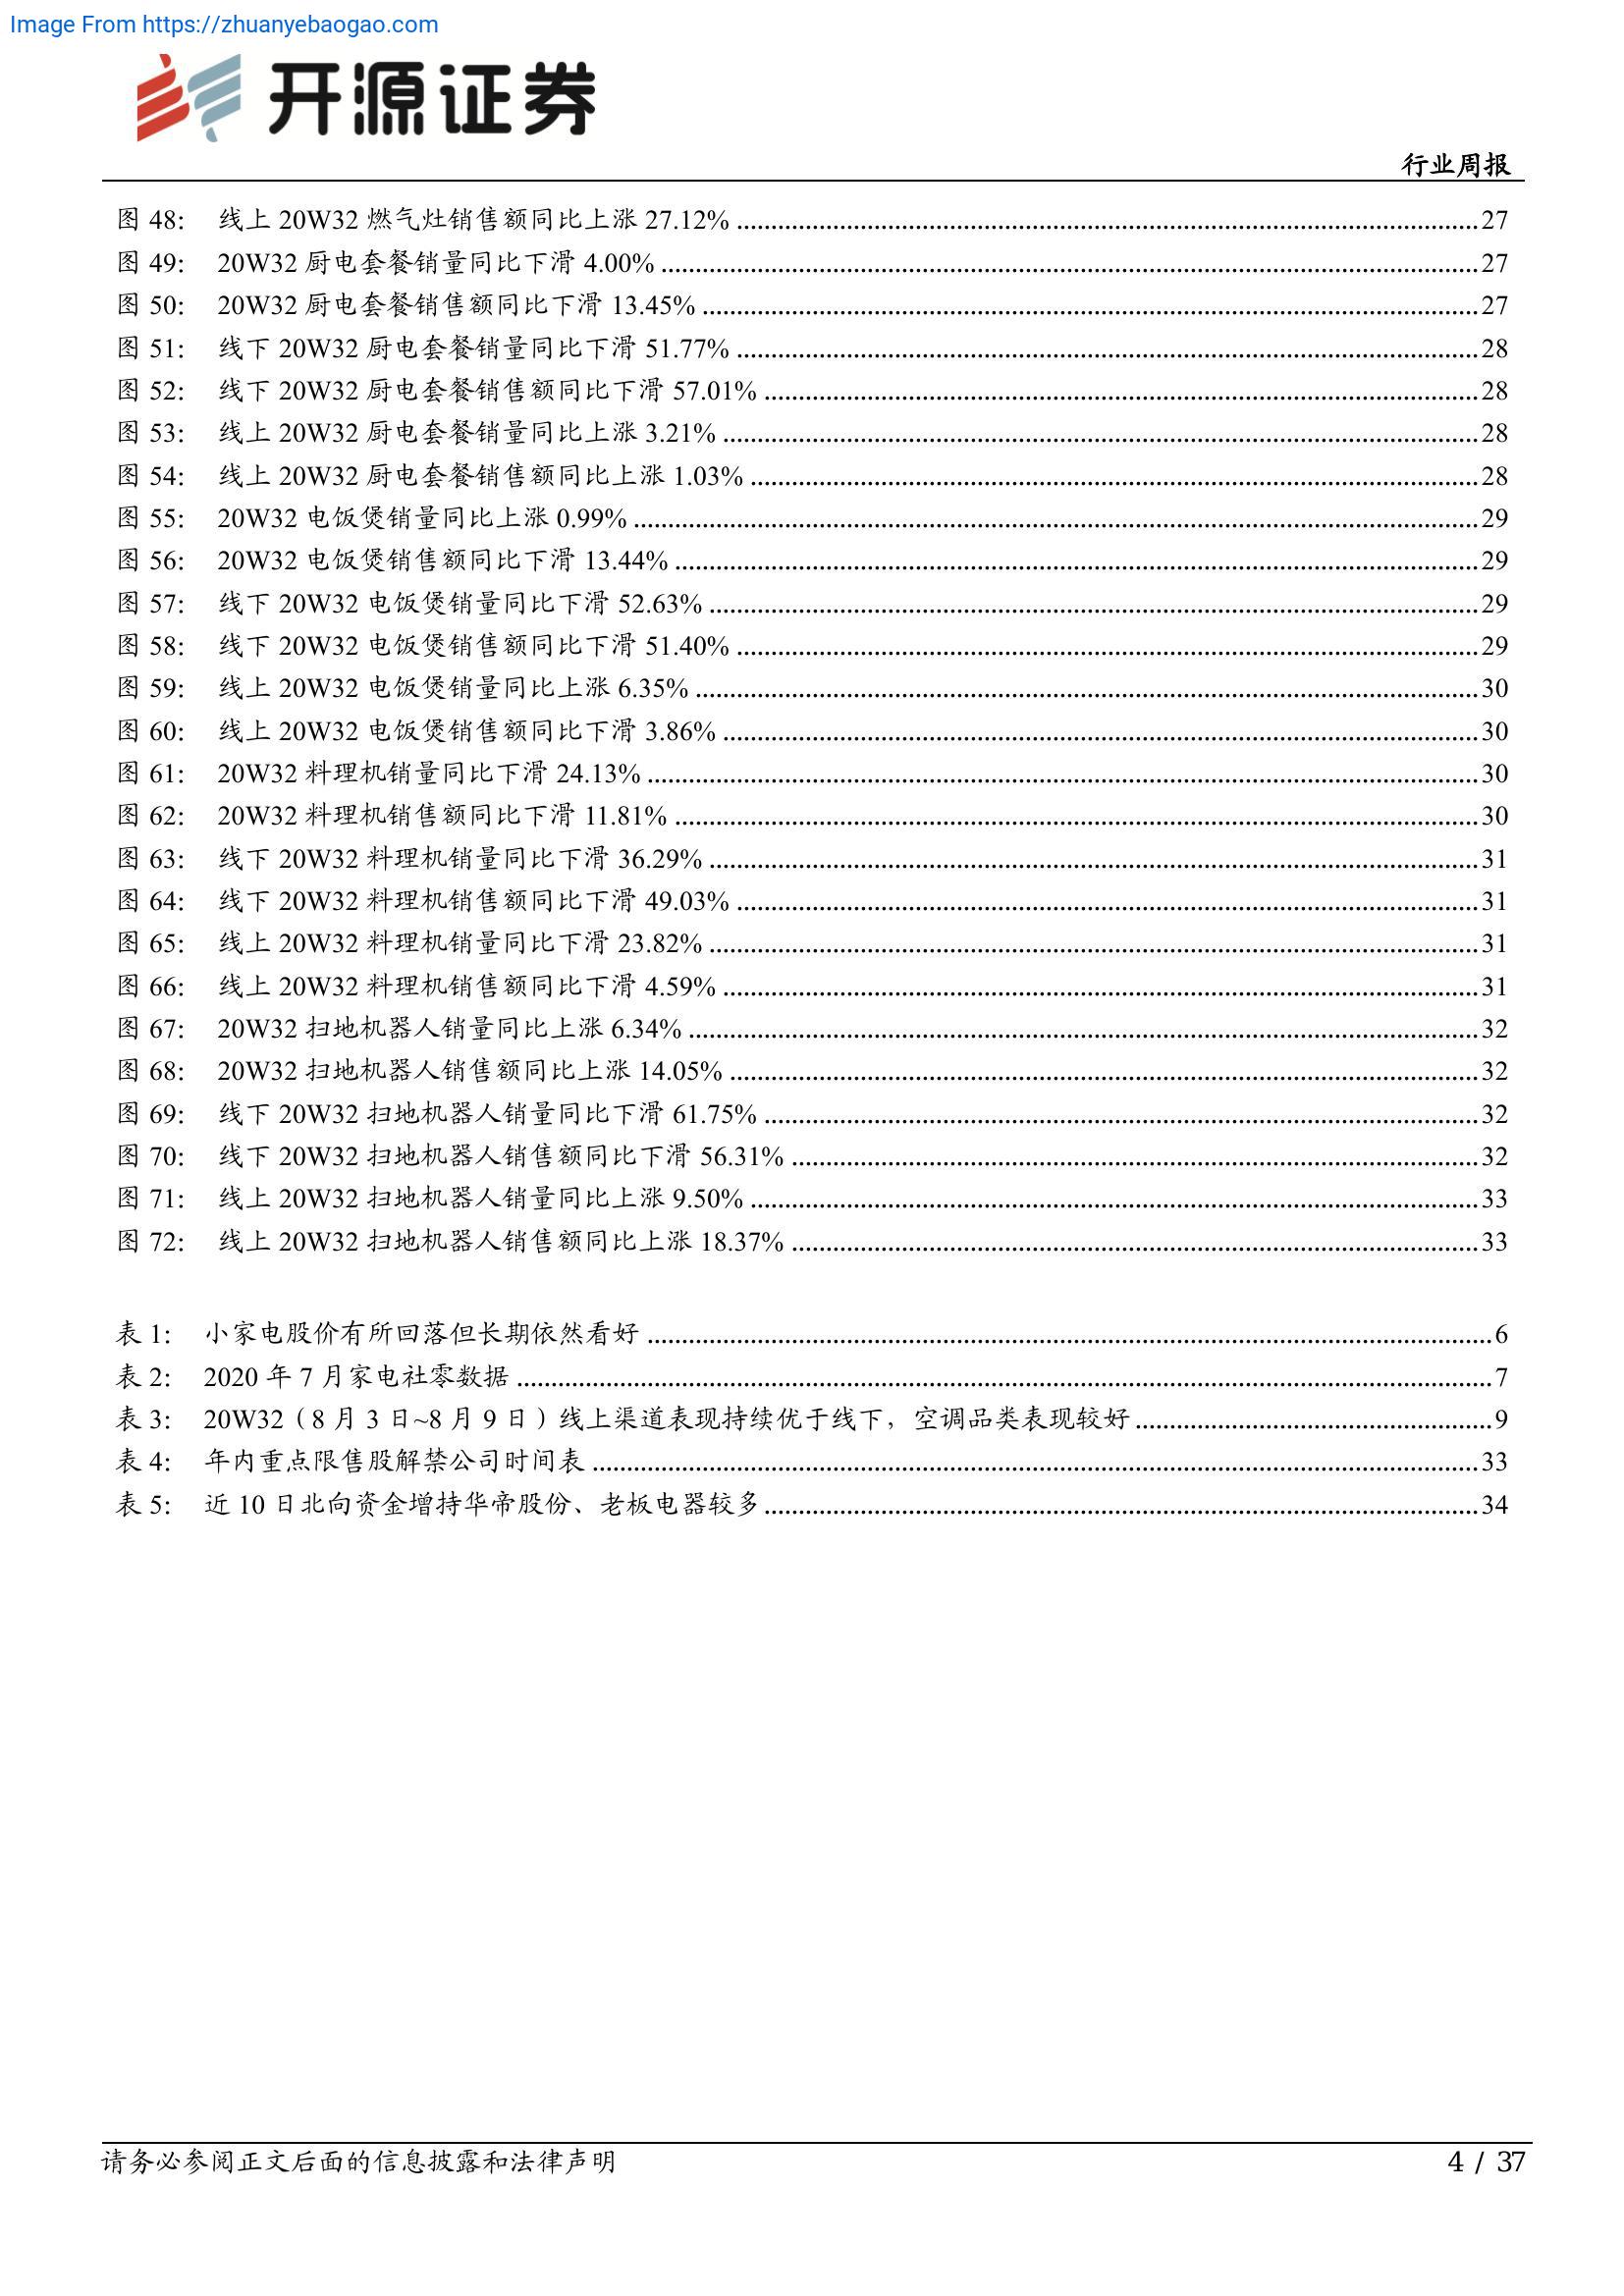 Image From https://zhuanyebaogao.com
开源证券
行业周报
图 48: 线上 20W32 燃气灶销售额同比上涨 27.12% 27
图 49: 20W32 厨电套餐销量同比下滑 4.00% 27
图 50: 20W32 厨电套餐销售额同比下滑 13.45% 27
图 51: 线下 20W32 厨电套餐销量同比下滑 51.77% 28
图 52: 线下 20W32 厨电套餐销售额同比下滑 57.01% 28
图 53: 线上 20W32 厨电套餐销量同比上涨 3.21% 28
图 54: 线上 20W32 厨电套餐销售额同比上涨 1.03% 28
图 55: 20W32 电饭煲销量同比上涨 0.99% 29
图 56: 20W32 电饭煲销售额同比下滑 13.44% 29
图 57: 线下 20W32 电饭煲销量同比下滑 52.63% 29
图 58: 线下 20W32 电饭煲销售额同比下滑 51.40% 29
图 59: 线上 20W32 电饭煲销量同比上涨 6.35% 30
图 60: 线上 20W32 电饭煲销售额同比下滑 3.86% 30
图 61: 20W32 料理机销量同比下滑 24.13% 30
图 62: 20W32 料理机销售额同比下滑 11.81% 30
图 63: 线下 20W32 料理机销量同比下滑 36.29% 31
图 64: 线下 20W32 料理机销售额同比下滑 49.03% 31
图 65: 线上 20W32 料理机销量同比下滑 23.82% 31
图 66: 线上 20W32 料理机销售额同比下滑 4.59% 31
图 67: 20W32 扫地机器人销量同比上涨 6.34% 32
图 68: 20W32 扫地机器人销售额同比上涨 14.05% 32
图 69: 线下 20W32 扫地机器人销量同比下滑 61.75% 32
图 70: 线下 20W32 扫地机器人销售额同比下滑 56.31% 32
图 71: 线上 20W32 扫地机器人销量同比上涨 9.50% 33
图 72: 线上 20W32 扫地机器人销售额同比上涨 18.37% 33
表 1: 小家电股价有所回落但长期依然看好 6
表 2: 2020 年 7 月家电社零数据 7
表 3: 20W32（8 月 3 日~8 月 9 日）线上渠道表现持续优于线下，空调品类表现较好 9
表 4: 年内重点限售股解禁公司时间表 33
表 5: 近 10 日北向资金增持华帝股份、老板电器较多 34
请务必参阅正文后面的信息披露和法律声明
4 / 37